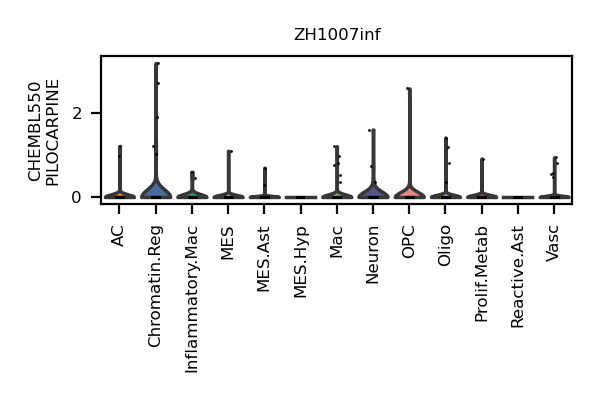 ZH1007inf
CHEMBL550
PILOCARPINE
2
0
AC
Chromatin.Reg
Inflammatory.Mac
MES
MES.Ast
MES.Hyp
Mac
Neuron
OPC
Oligo
Prolif.Metab
Reactive.Ast
Vasc